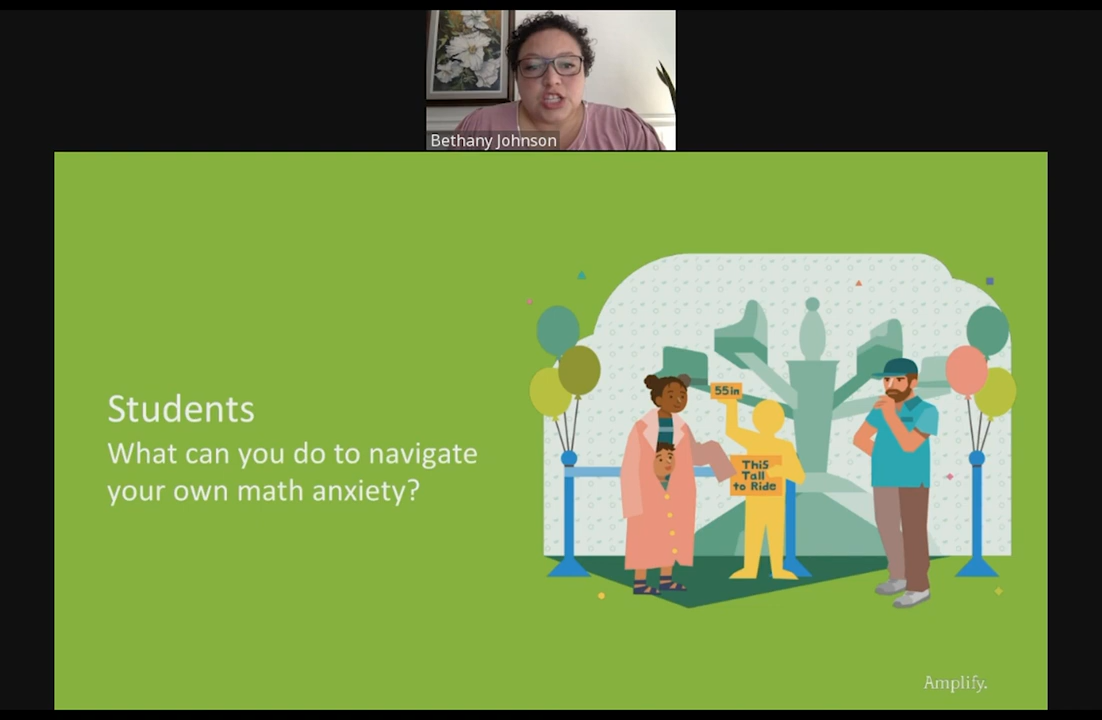 Bethany Johnson
Students
What can you do to navigate
your own math anxiety?
55in
This
Tall
to Ride
Amplify.